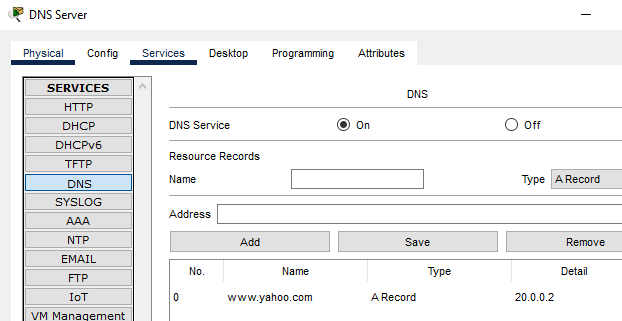 DNS Server
Physical Config Services Desktop Programming Attributes
SERVICES
HTTP
DHCP
DHCPv6
TFTP
DNS
SYSLOG
AAA
NTP
EMAIL
FTP
IoT
VM Management
DNS
DNS Service On Off
Resource Records
Name Type A Record
Address
Add Save Remove
No. Name Type Detail
0 www.yahoo.com A Record 20.0.0.2